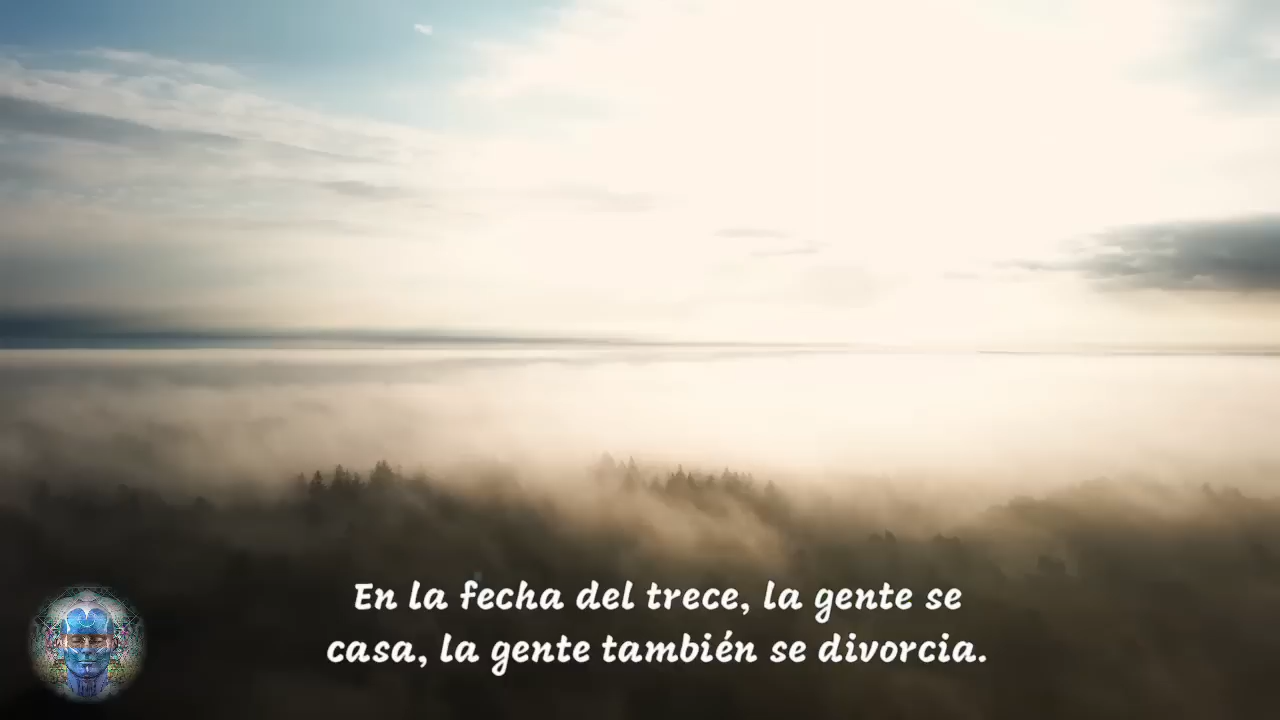 En la fecha del trece, la gente se
casa, la gente también se divorcia.